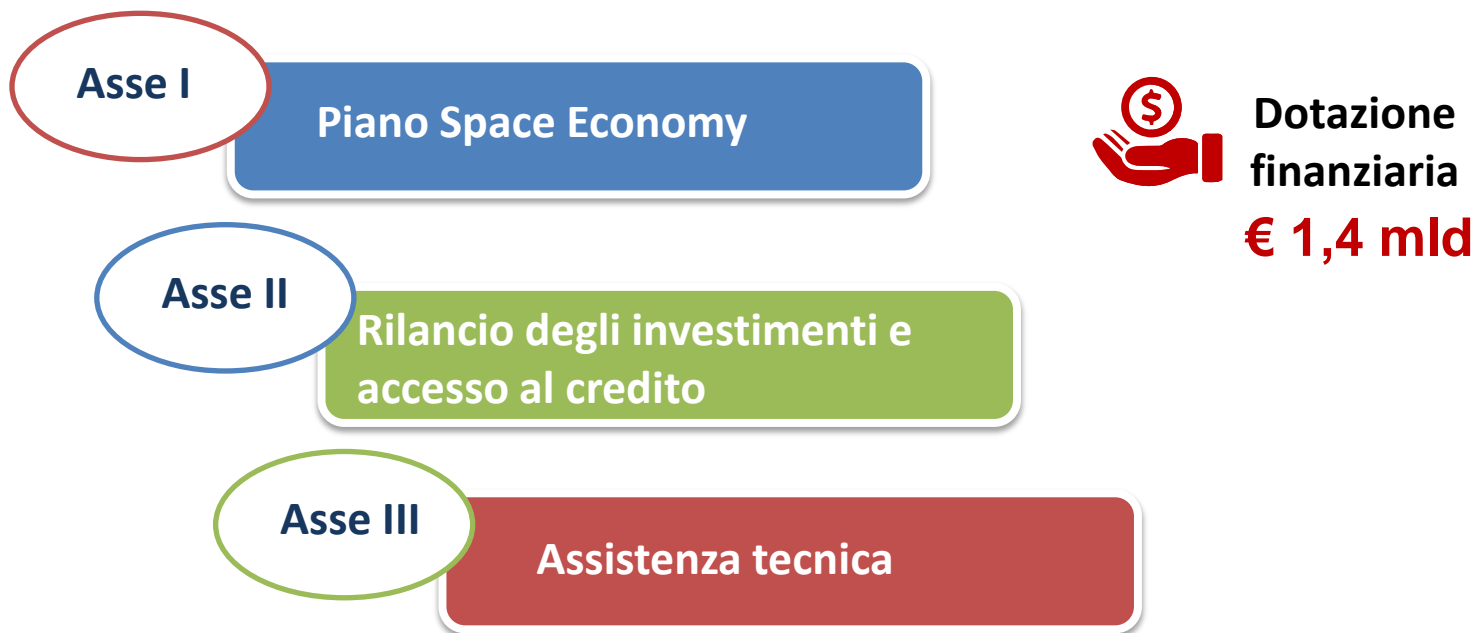 Asse I
Piano Space Economy
Dotazione
finanziaria
€ 1,4 mld
Asse II
Rilancio degli investimenti e
accesso al credito
Asse III
Assistenza tecnica